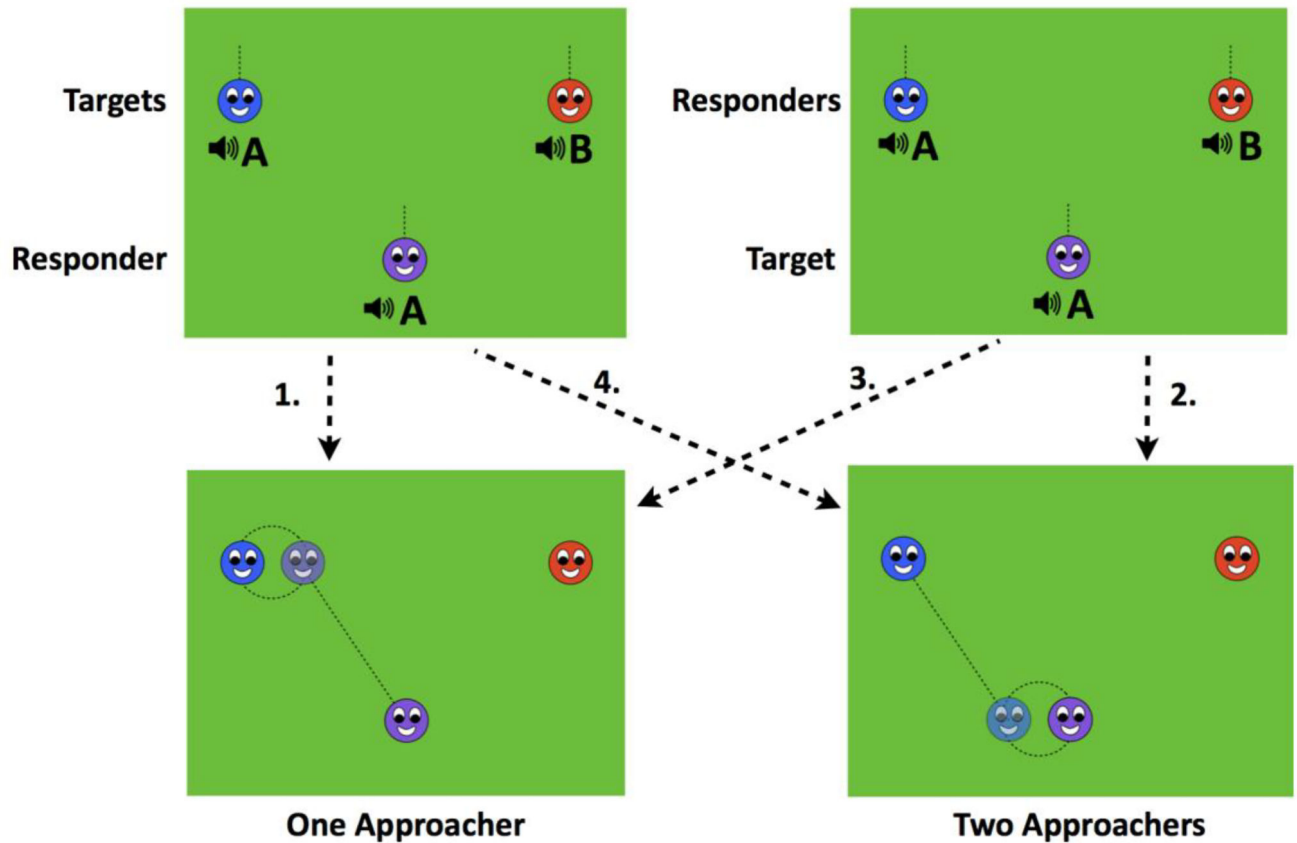 Targets
A
B
Responder
A
Responders
A
B
Target
A
1.
4.
3.
2.
One Approacher
Two Approachers